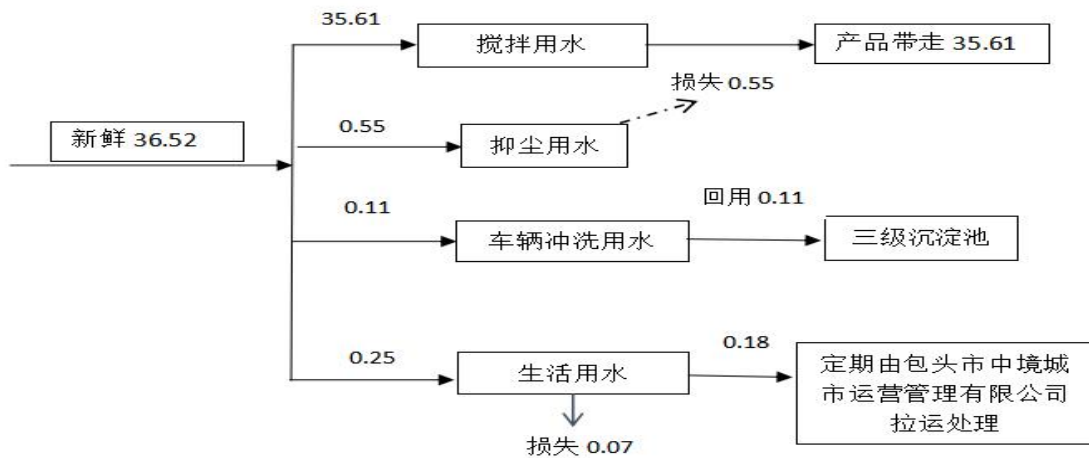 35.61
搅拌用水
产品带走 35.61
损失 0.55
新鲜 36.52
0.55
抑尘用水
0.11
车辆冲洗用水
回用 0.11
三级沉淀池
0.25
生活用水
0.18
定期由包头市中境城
市运营管理有限公司
拉运处理
损失 0.07